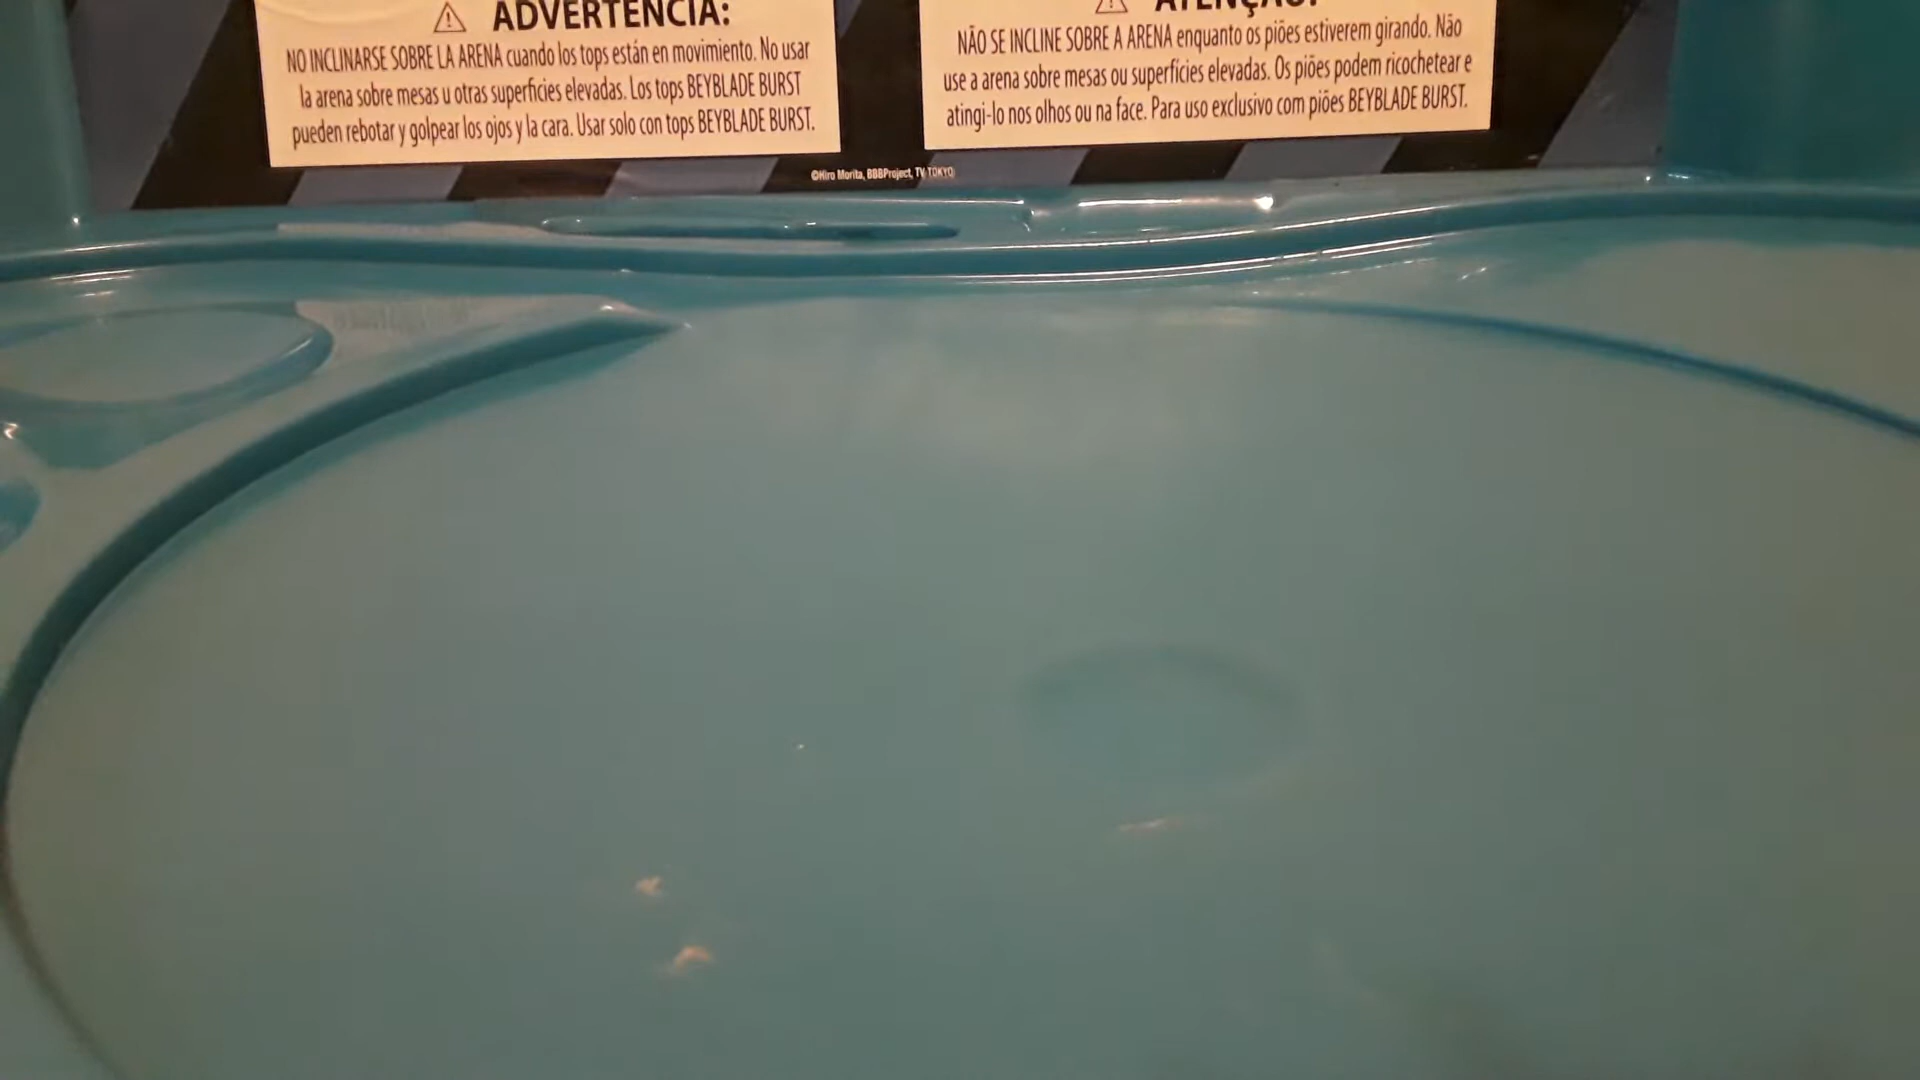 ADVERTENCIA:
NO INCLINARSE SOBRE LA ARENA cuando los tops están en movimiento. No usar
la arena sobre mesas u otras superficies elevadas. Los tops BEYBLADE BURST
pueden rebotar y golpear los ojos y la cara. Usar solo con tops BEYBLADE BURST.
ATENÇÃO:
NÃO SE INCLINE SOBRE A ARENA enquanto os piões estiverem girando. Não
use a arena sobre mesas ou superfícies elevadas. Os piões podem ricochetear e
atingi-lo nos olhos ou na face. Para uso exclusivo com piões BEYBLADE BURST.
©Hiro Morita, BBBProject, TV TOKYO